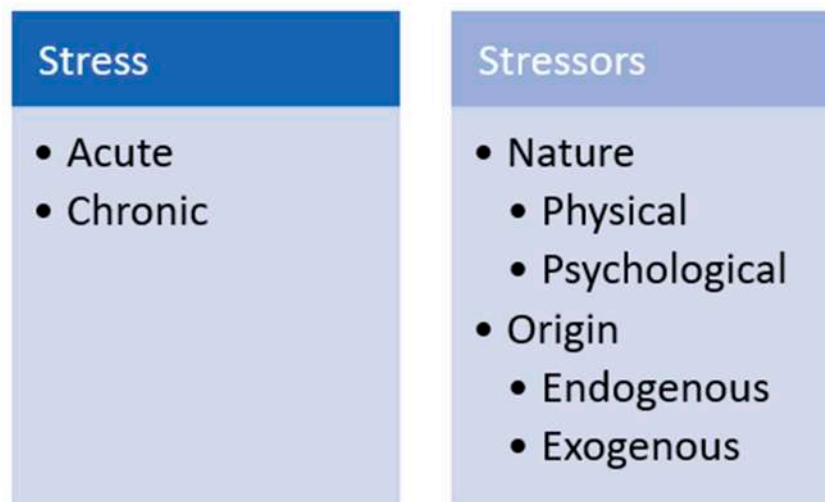 Stress
• Acute
• Chronic
Stressors
• Nature
• Physical
• Psychological
• Origin
• Endogenous
• Exogenous